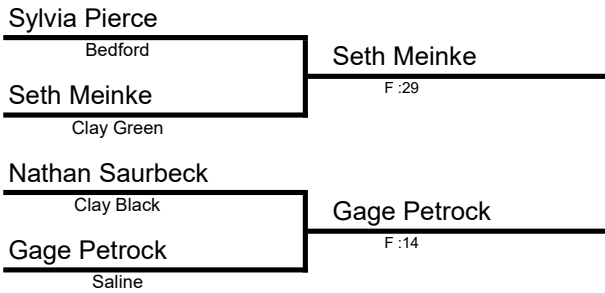 Sylvia Pierce
Bedford
Seth Meinke
Clay Green
Seth Meinke
F :29
Nathan Saurbeck
Clay Black
Gage Petrock
Saline
Gage Petrock
F :14